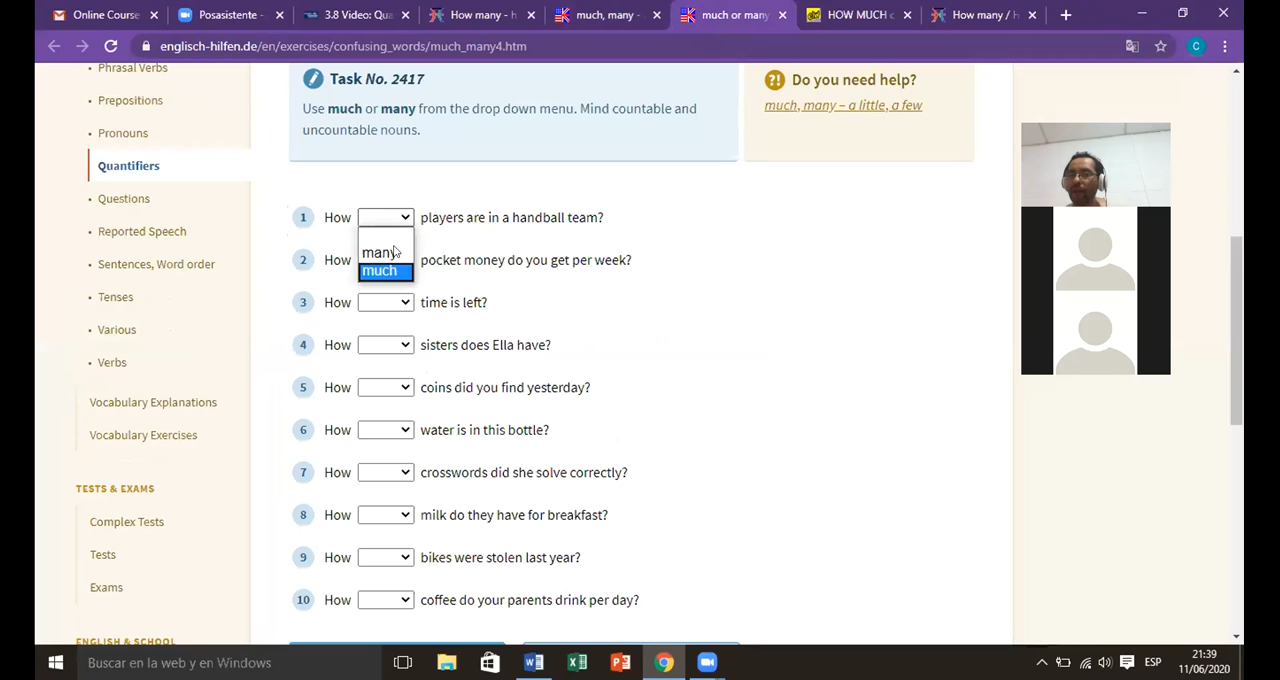 Online Course
Posasistente -
3.8 Video: Qua
How many - h
much, many -
much or many
HOW MUCH o
How many / H
englisch-hilfen.de/en/exercises/confusing_words/much_many4.htm
C
Phrasal Verbs
Prepositions
Pronouns
Quantifiers
Questions
Reported Speech
Sentences, Word order
Tenses
Various
Verbs
Vocabulary Explanations
Vocabulary Exercises
TESTS & EXAMS
Complex Tests
Tests
Exams
ENGLISH & SCHOOL
Task No. 2417
Use much or many from the drop down menu. Mind countable and
uncountable nouns.
?! Do you need help?
much, many – a little, a few
1 How players are in a handball team?
many
much
2 How pocket money do you get per week?
3 How time is left?
4 How sisters does Ella have?
5 How coins did you find yesterday?
6 How water is in this bottle?
7 How crosswords did she solve correctly?
8 How milk do they have for breakfast?
9 How bikes were stolen last year?
10 How coffee do your parents drink per day?
Buscar en la web y en Windows
ESP
21:39
11/06/2020